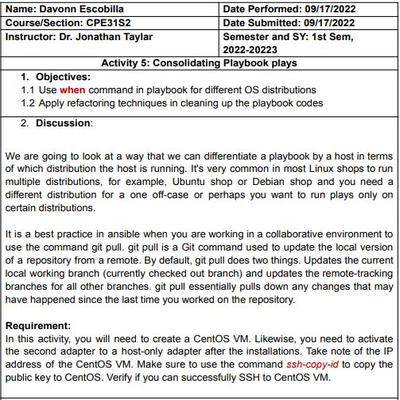 Name: Davonn Escobilla
Date Performed: 09/17/2022
Course/Section: CPE31S2
Date Submitted: 09/17/2022
Instructor: Dr. Jonathan Taylar
Semester and SY: 1st Sem,
2022-20223
Activity 5: Consolidating Playbook plays
1. Objectives:
1.1 Use when command in playbook for different OS distributions
1.2 Apply refactoring techniques in cleaning up the playbook codes
2. Discussion:
We are going to look at a way that we can differentiate a playbook by a host in terms
of which distribution the host is running. It's very common in most Linux shops to run
multiple distributions, for example, Ubuntu shop or Debian shop and you need a
different distribution for a one off-case or perhaps you want to run plays only on
certain distributions.
It is a best practice in ansible when you are working in a collaborative environment to
use the command git pull. git pull is a Git command used to update the local version
of a repository from a remote. By default, git pull does two things. Updates the current
local working branch (currently checked out branch) and updates the remote-tracking
branches for all other branches. git pull essentially pulls down any changes that may
have happened since the last time you worked on the repository.
Requirement:
In this activity, you will need to create a CentOS VM. Likewise, you need to activate
the second adapter to a host-only adapter after the installations. Take note of the IP
address of the CentOS VM. Make sure to use the command ssh-copy-id to copy the
public key to CentOS. Verify if you can successfully SSH to CentOS VM.